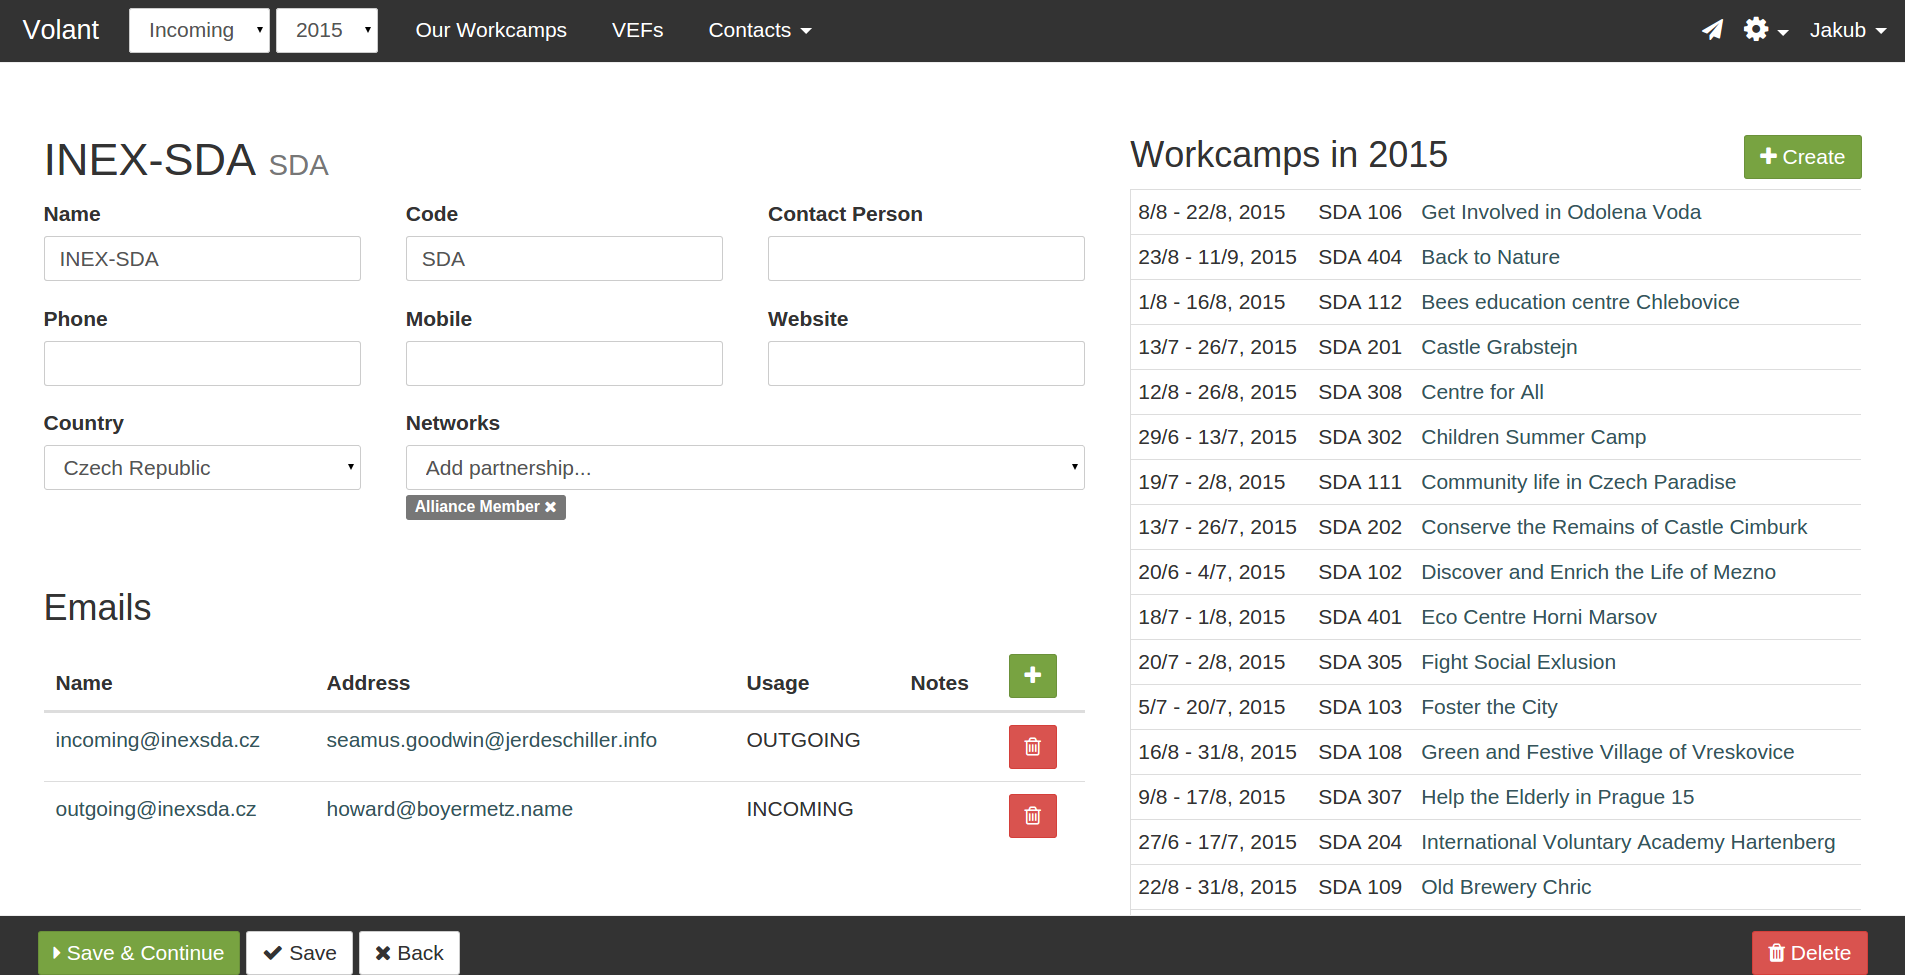 Volant Incoming 2015 Our Workcamps VEFs Contacts Jakub
INEX-SDA SDA
Name Code Contact Person
INEX-SDA SDA
Phone Mobile Website
Country Networks
Czech Republic Add partnership...
Alliance Member
Emails
Name Address Usage Notes
incoming@inexsda.cz seamus.goodwin@jerdeschiller.info OUTGOING
outgoing@inexsda.cz howard@boyermetz.name INCOMING
Workcamps in 2015 Create
8/8 - 22/8, 2015 SDA 106 Get Involved in Odolena Voda
23/8 - 11/9, 2015 SDA 404 Back to Nature
1/8 - 16/8, 2015 SDA 112 Bees education centre Chlebovice
13/7 - 26/7, 2015 SDA 201 Castle Grabstejn
12/8 - 26/8, 2015 SDA 308 Centre for All
29/6 - 13/7, 2015 SDA 302 Children Summer Camp
19/7 - 2/8, 2015 SDA 111 Community life in Czech Paradise
13/7 - 26/7, 2015 SDA 202 Conserve the Remains of Castle Cimburk
20/6 - 4/7, 2015 SDA 102 Discover and Enrich the Life of Mezno
18/7 - 1/8, 2015 SDA 401 Eco Centre Horni Marsov
20/7 - 2/8, 2015 SDA 305 Fight Social Exlusion
5/7 - 20/7, 2015 SDA 103 Foster the City
16/8 - 31/8, 2015 SDA 108 Green and Festive Village of Vreskovice
9/8 - 17/8, 2015 SDA 307 Help the Elderly in Prague 15
27/6 - 17/7, 2015 SDA 204 International Voluntary Academy Hartenberg
22/8 - 31/8, 2015 SDA 109 Old Brewery Chric
Save & Continue Save Back Delete